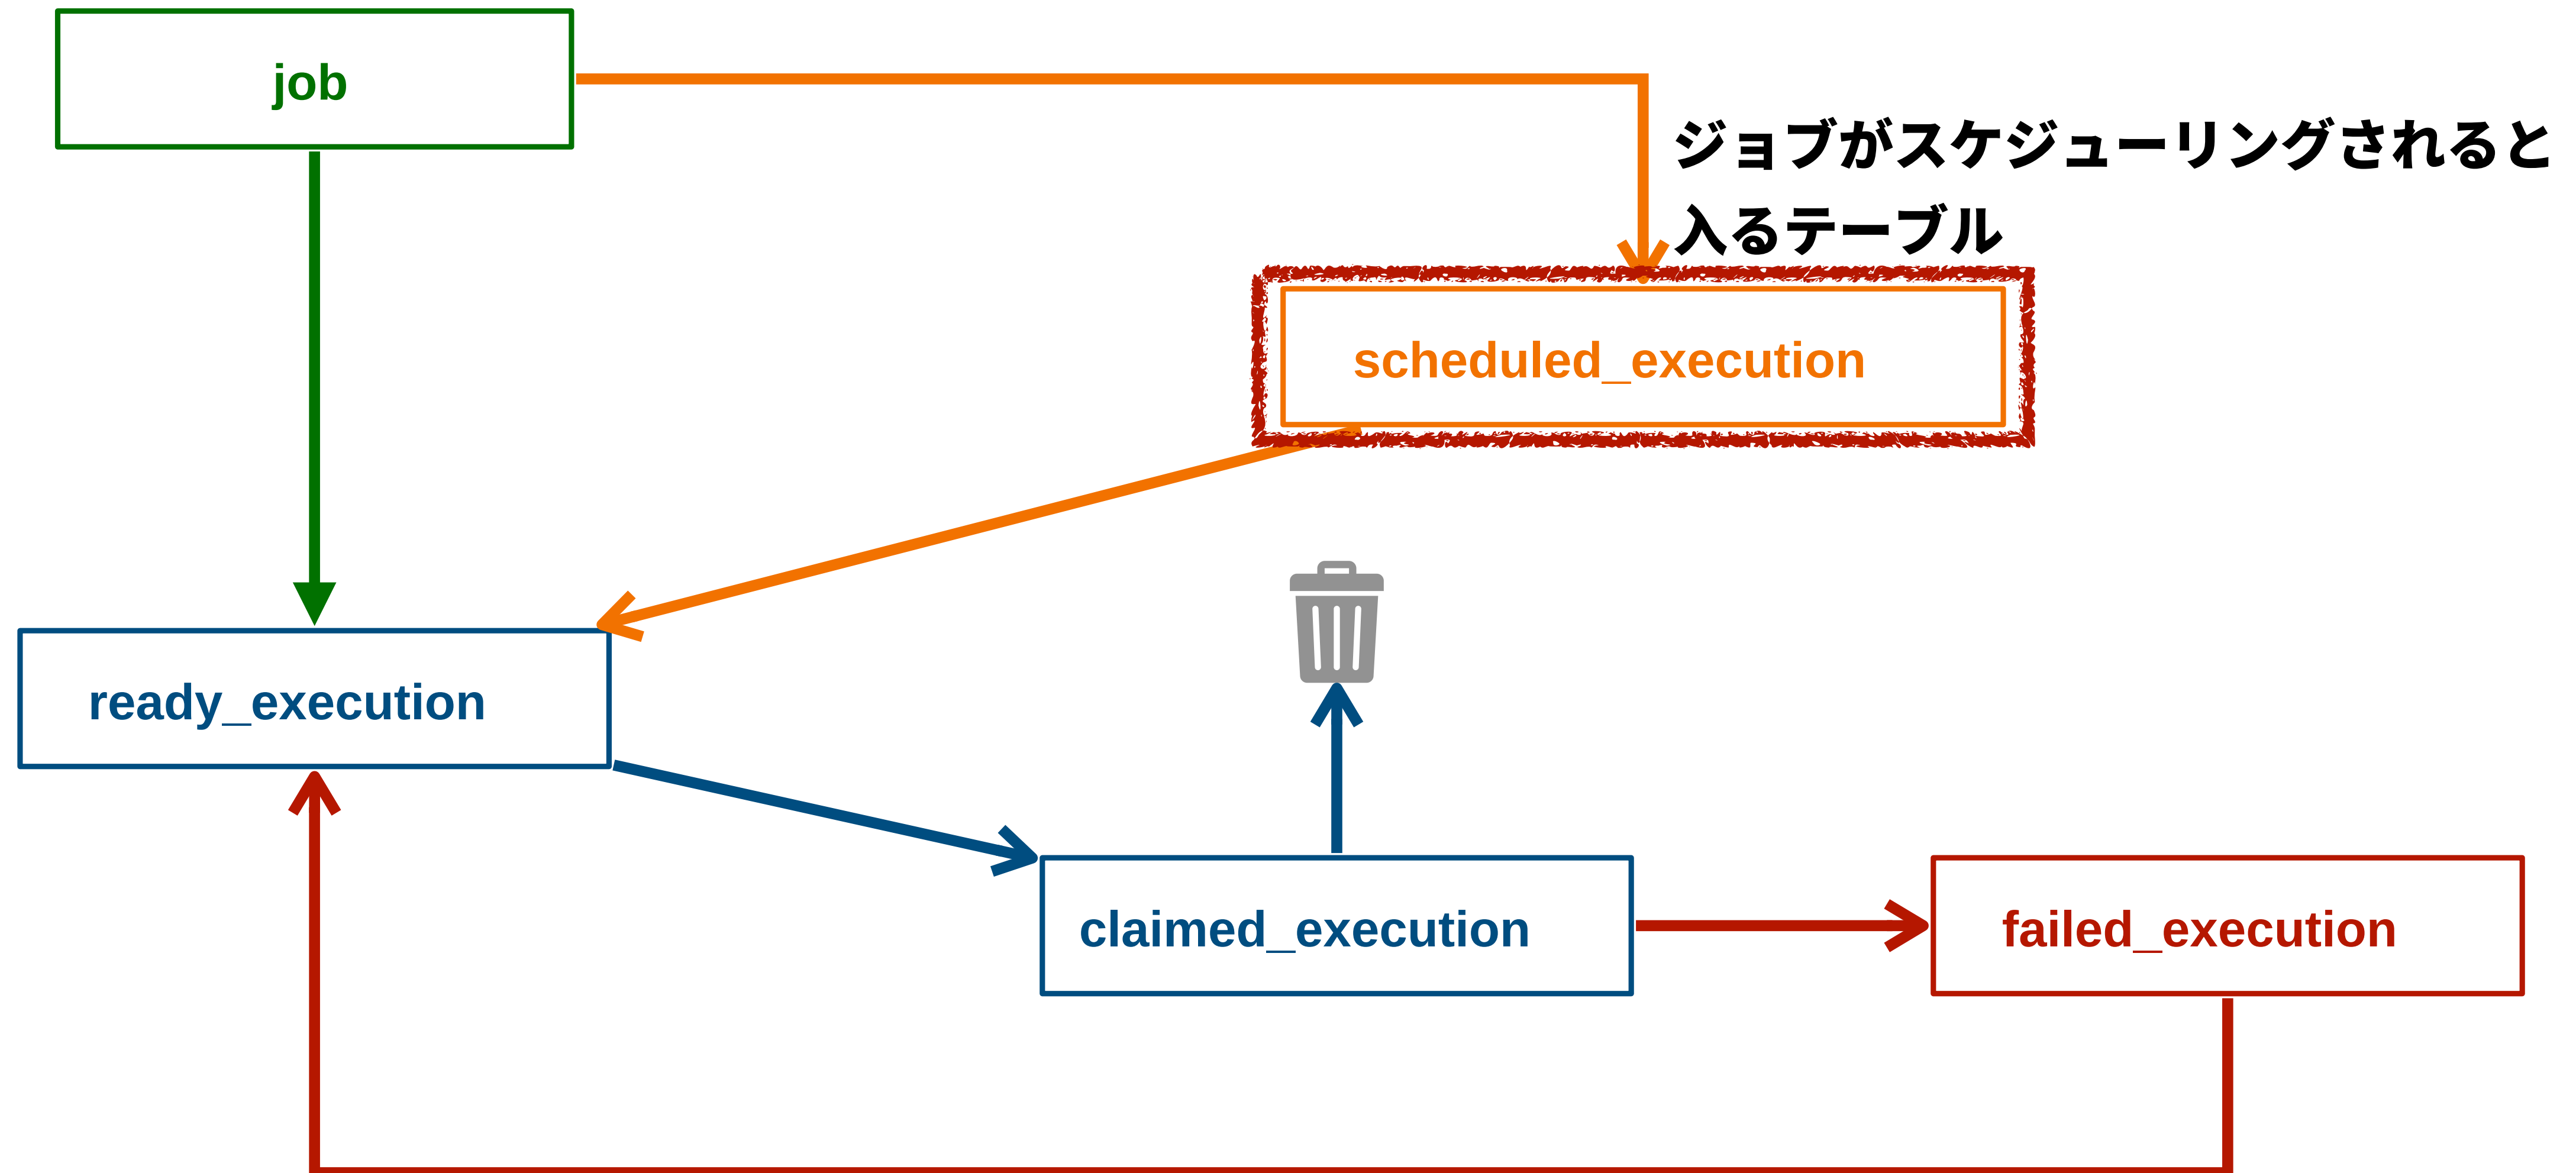 job
ジョブがスケジューリングされると
入るテーブル
scheduled_execution
ready_execution
claimed_execution
failed_execution